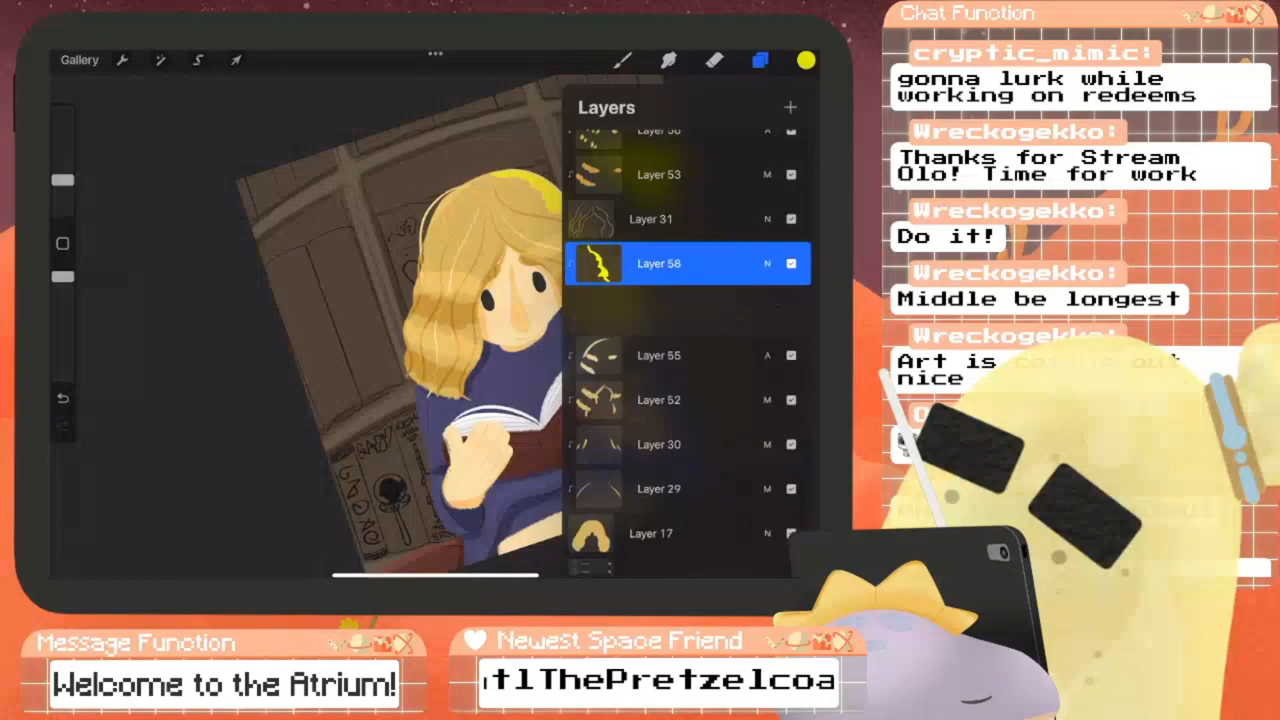 Chat Function
cryptic_mimic:
gonna lurk while
working on redeems
Wreckogekko:
Thanks for Stream
Olo! Time for work
Wreckogekko:
Do it!
Wreckogekko:
Middle be longest
Wreckogekko:
Art is
nice
Gallery
Layers
Layer 53
M
Layer 31
N
Layer 58
N
Layer 55
A
Layer 52
M
Layer 30
M
Layer 29
M
Layer 17
N
Message Function
Welcome to the Atrium!
Newest Space Friend
tlThePretzelcoa